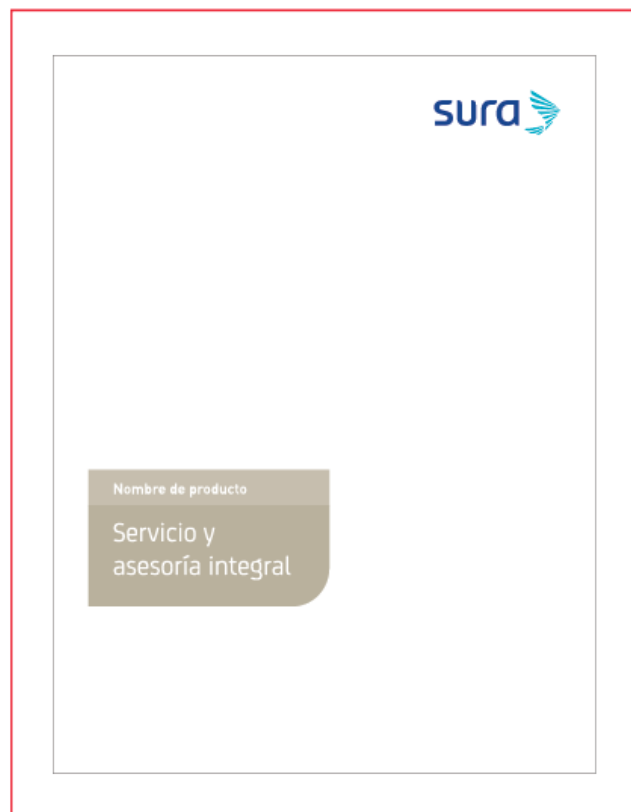 sura
Nombre de producto
Servicio y
asesoría integral